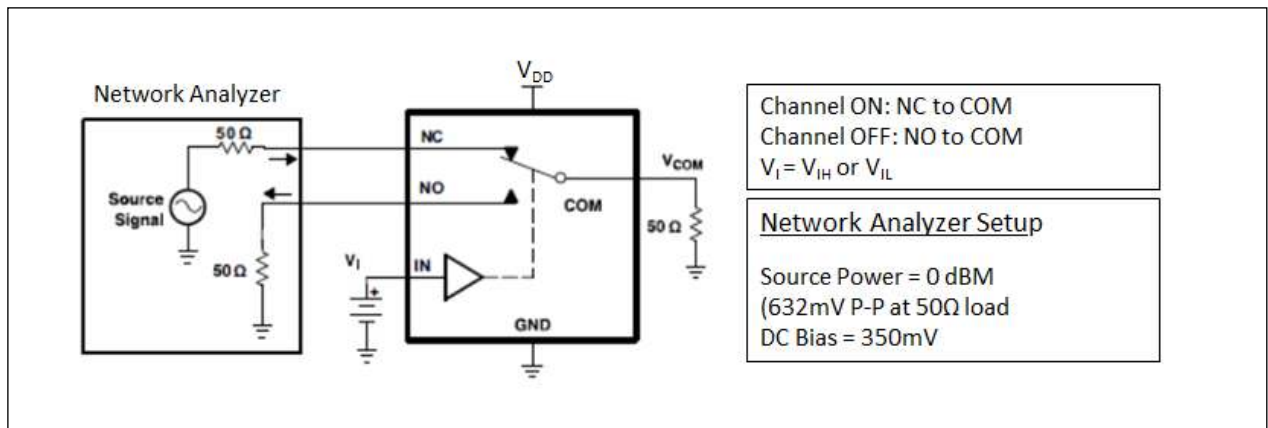 Network Analyzer
50 Ω
Source
Signal
50 Ω
V_DD
NC
NO
V_I
IN
GND
COM
V_COM
50 Ω
Channel ON: NC to COM
Channel OFF: NO to COM
V_I = V_IH or V_IL
Network Analyzer Setup
Source Power = 0 dBM
(632mV P-P at 50Ω load
DC Bias = 350mV